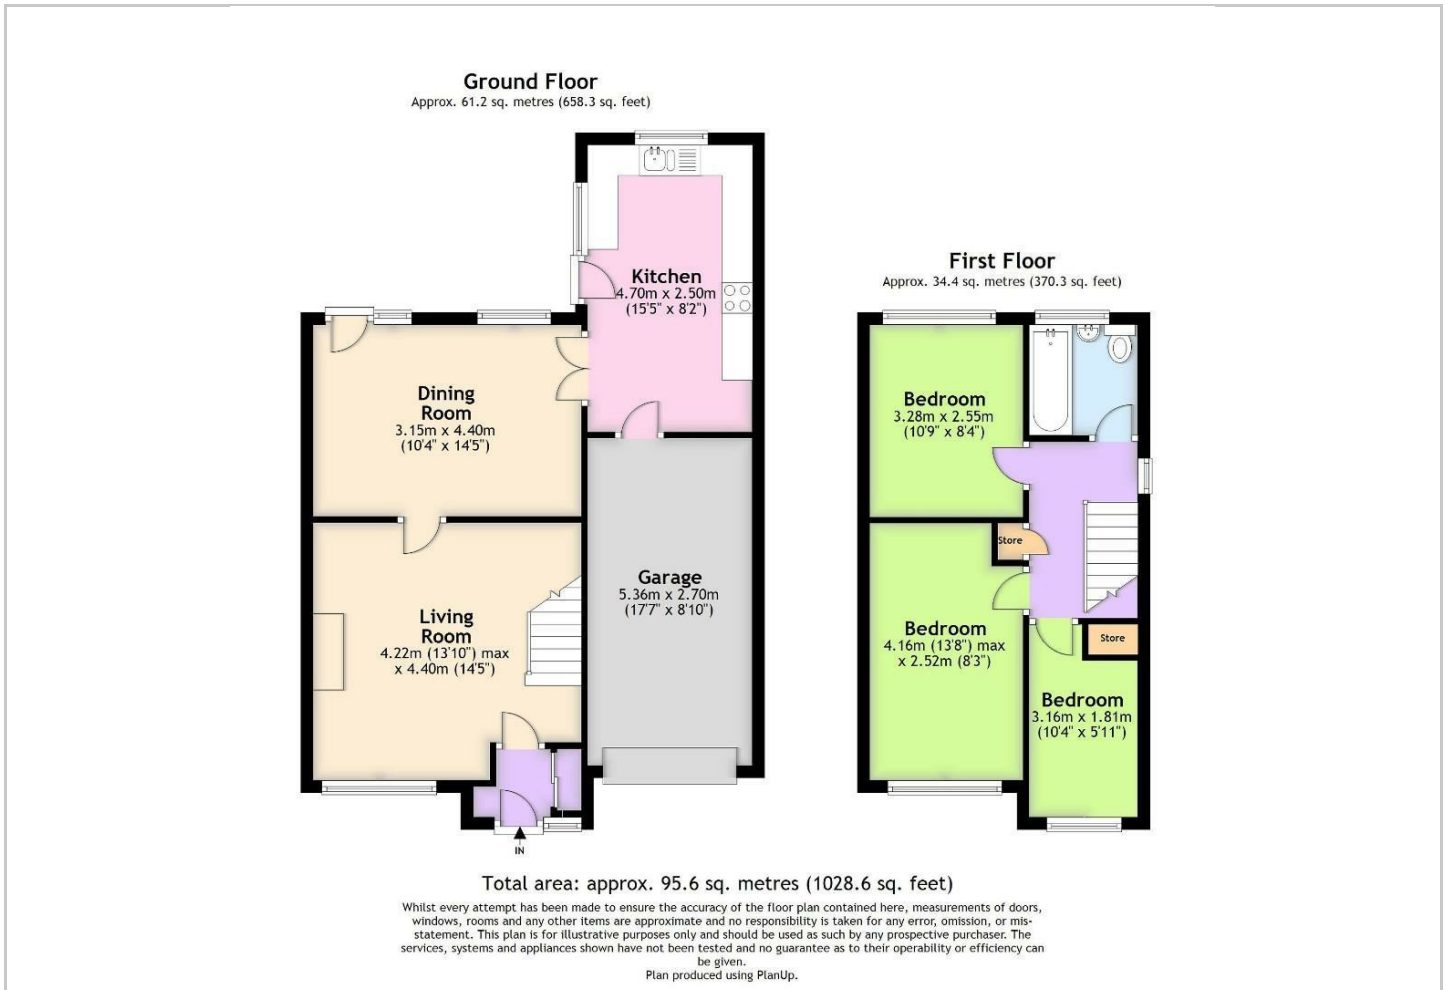 Ground Floor
Approx. 61.2 sq. metres (658.3 sq. feet)
Kitchen
4.70m x 2.50m
(15'5" x 8'2")
Dining
Room
3.15m x 4.40m
(10'4" x 14'5")
Living
Room
4.22m (13'10") max
x 4.40m (14'5")
Garage
5.36m x 2.70m
(17'7" x 8'10")
IN
First Floor
Approx. 34.4 sq. metres (370.3 sq. feet)
Bedroom
3.28m x 2.55m
(10'9" x 8'4")
Store
Bedroom
4.16m (13'8") max
x 2.52m (8'3")
Store
Bedroom
3.16m x 1.81m
(10'4" x 5'11")
Total area: approx. 95.6 sq. metres (1028.6 sq. feet)
Whilst every attempt has been made to ensure the accuracy of the floor plan contained here, measurements of doors,
windows, rooms and any other items are approximate and no responsibility is taken for any error, omission, or mis-
statement. This plan is for illustrative purposes only and should be used as such by any prospective purchaser. The
services, systems and appliances shown have not been tested and no guarantee as to their operability or efficiency can
be given.
Plan produced using PlanUp.